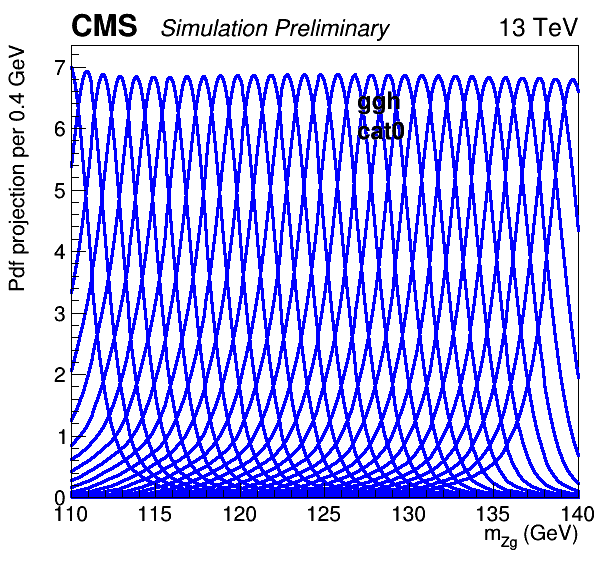 CMS Simulation Preliminary 13 TeV
Pdf projection per 0.4 GeV
7
6
5
4
3
2
1
0
ggh
cat0
110 115 120 125 130 135 140
m_Zg (GeV)